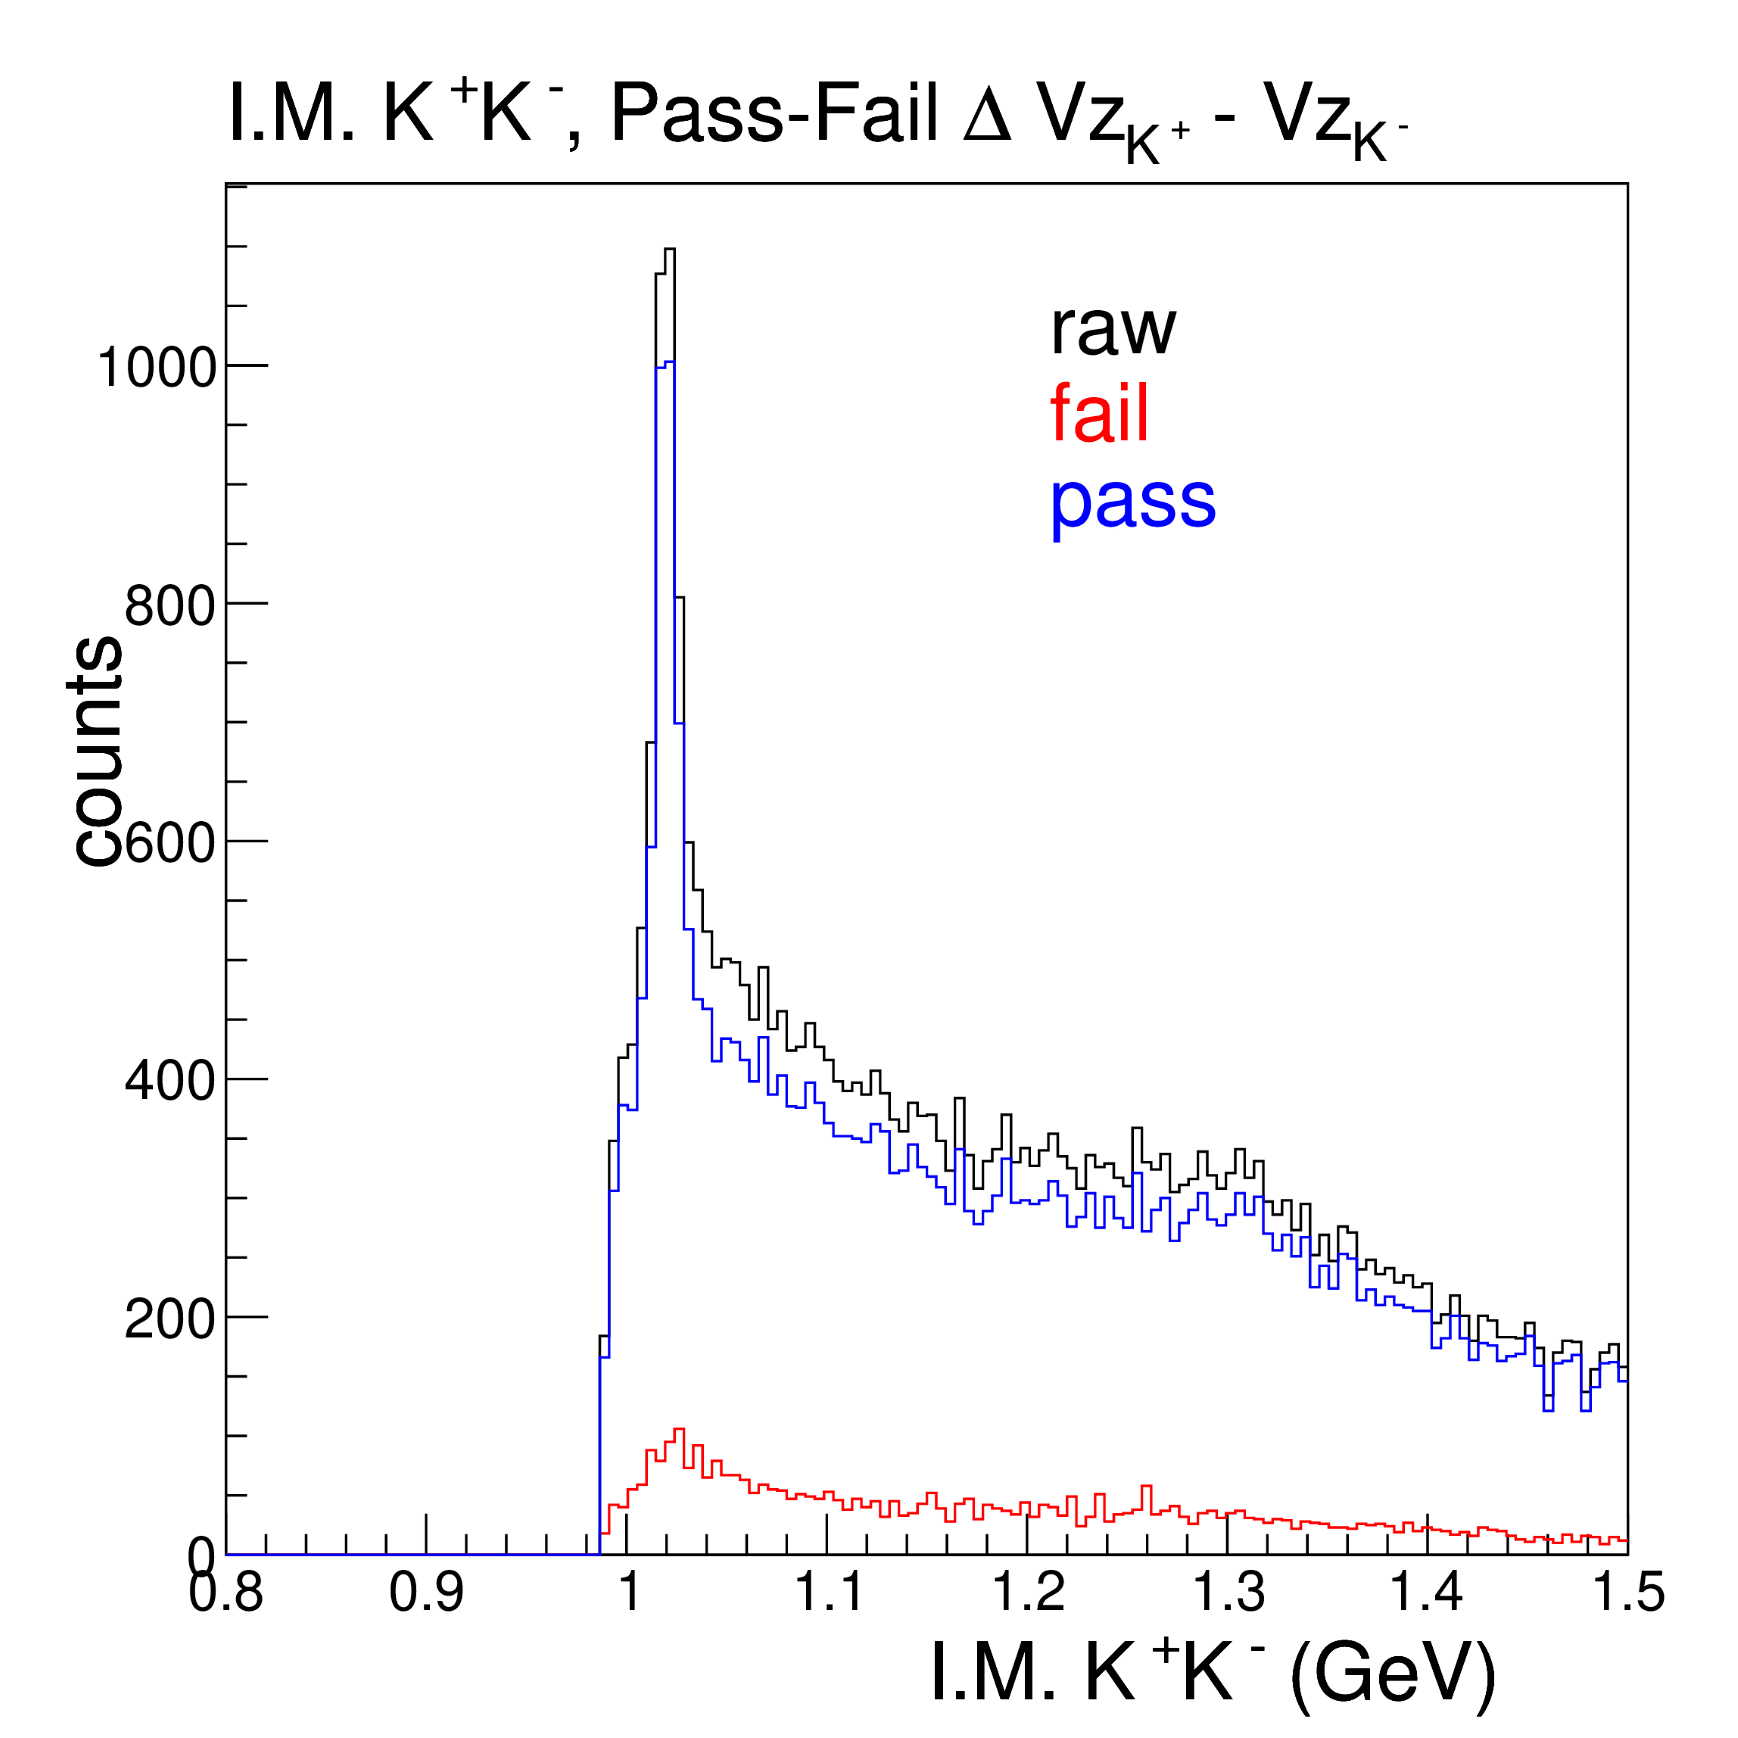 I.M. K⁺K⁻, Pass-Fail Δ Vz_K⁺ - Vz_K⁻
raw
fail
pass
counts
1000
800
600
400
200
0
0.8 0.9 1 1.1 1.2 1.3 1.4 1.5
I.M. K⁺K⁻ (GeV)